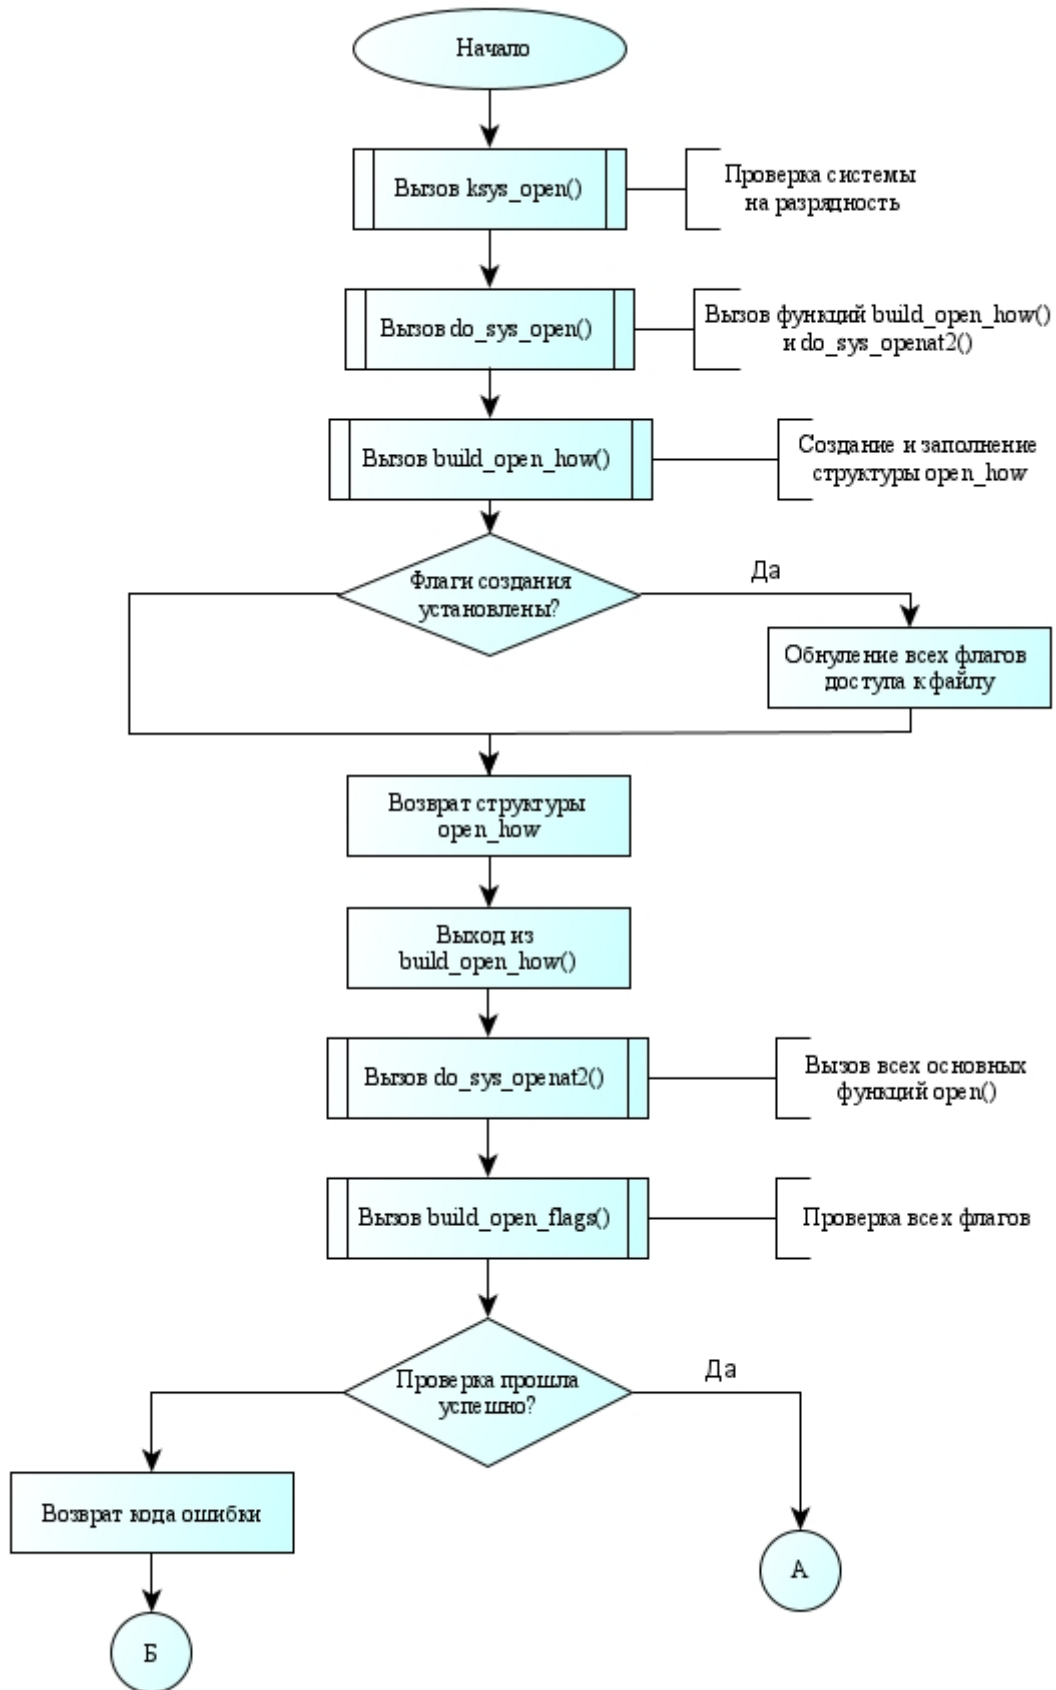 Начало
Вызов ksys_open()
Проверка системы
на разрядность
Вызов do_sys_open()
Вызов функций build_open_how()
и do_sys_openat2()
Вызов build_open_how()
Создание и заполнение
структуры open_how
Флаги создания
установлены?
Да
Обнуление всех флагов
доступа к файлу
Возврат структуры
open_how
Выход из
build_open_how()
Вызов do_sys_openat2()
Вызов всех основных
функций open()
Вызов build_open_flags()
Проверка всех флагов
Проверка прошла
успешно?
Да
Возврат кода ошибки
А
Б